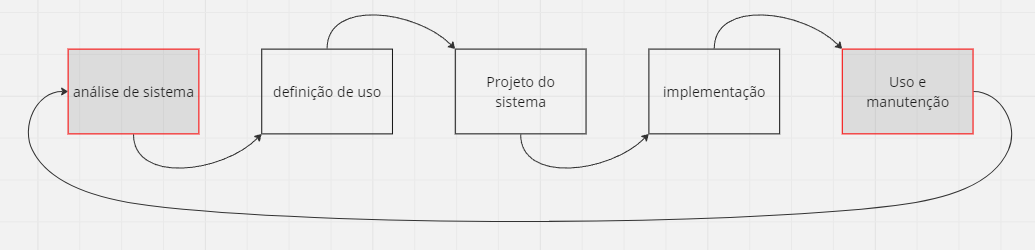 análise de sistema
definição de uso
Projeto do
sistema
implementação
Uso e
manutenção